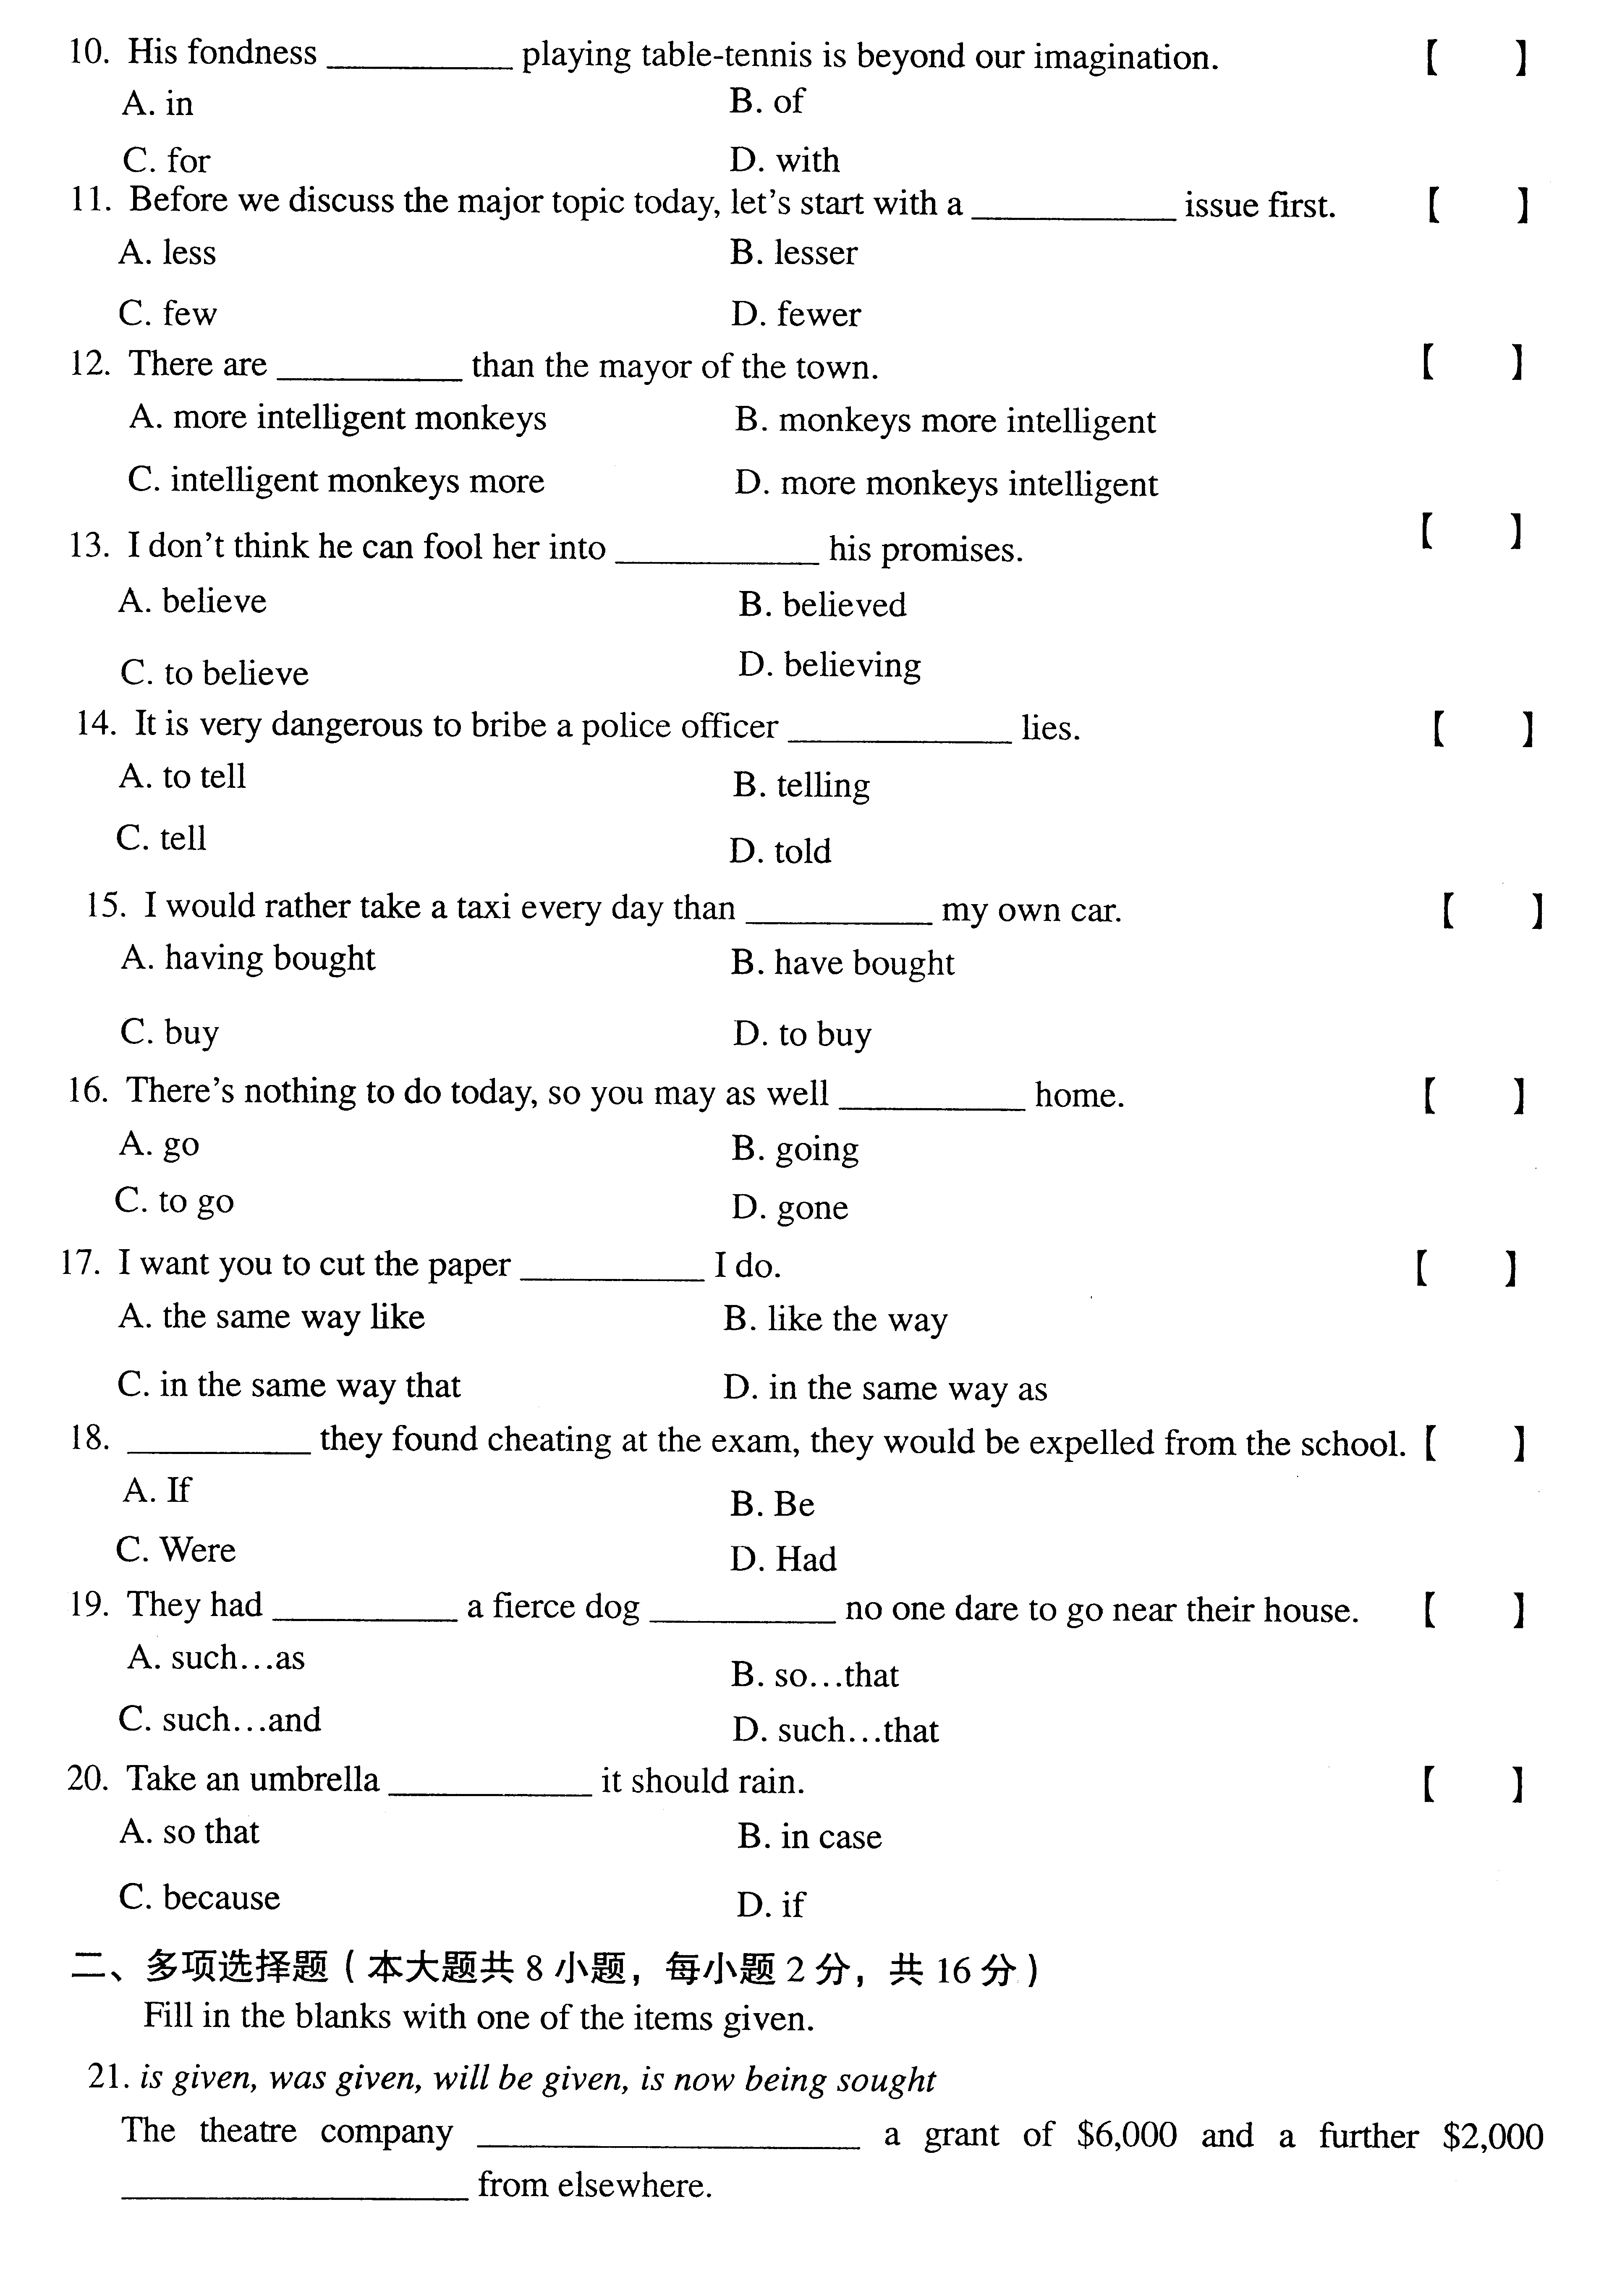 10. His fondness __________ playing table-tennis is beyond our imagination. 【 】
A. in B. of
C. for D. with
11. Before we discuss the major topic today, let's start with a __________ issue first. 【 】
A. less B. lesser
C. few D. fewer
12. There are __________ than the mayor of the town. 【 】
A. more intelligent monkeys B. monkeys more intelligent
C. intelligent monkeys more D. more monkeys intelligent
13. I don't think he can fool her into __________ his promises. 【 】
A. believe B. believed
C. to believe D. believing
14. It is very dangerous to bribe a police officer __________ lies. 【 】
A. to tell B. telling
C. tell D. told
15. I would rather take a taxi every day than __________ my own car. 【 】
A. having bought B. have bought
C. buy D. to buy
16. There's nothing to do today, so you may as well __________ home. 【 】
A. go B. going
C. to go D. gone
17. I want you to cut the paper __________ I do. 【 】
A. the same way like B. like the way
C. in the same way that D. in the same way as
18. __________ they found cheating at the exam, they would be expelled from the school. 【 】
A. If B. Be
C. Were D. Had
19. They had __________ a fierce dog __________ no one dare to go near their house. 【 】
A. such…as B. so…that
C. such…and D. such…that
20. Take an umbrella __________ it should rain. 【 】
A. so that B. in case
C. because D. if
二、多项选择题（本大题共 8 小题，每小题 2 分，共 16 分）
Fill in the blanks with one of the items given.
21. is given, was given, will be given, is now being sought
The theatre company __________ a grant of $6,000 and a further $2,000
__________ from elsewhere.